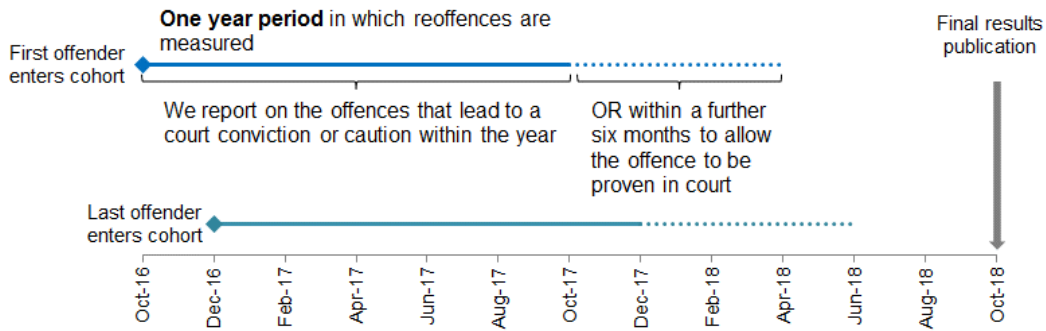 One year period in which reoffences are
measured
Final results
publication
First offender
enters cohort
We report on the offences that lead to a
court conviction or caution within the year
OR within a further
six months to allow
the offence to be
proven in court
Last offender
enters cohort
Oct-16
Dec-16
Feb-17
Apr-17
Jun-17
Aug-17
Oct-17
Dec-17
Feb-18
Apr-18
Jun-18
Aug-18
Oct-18